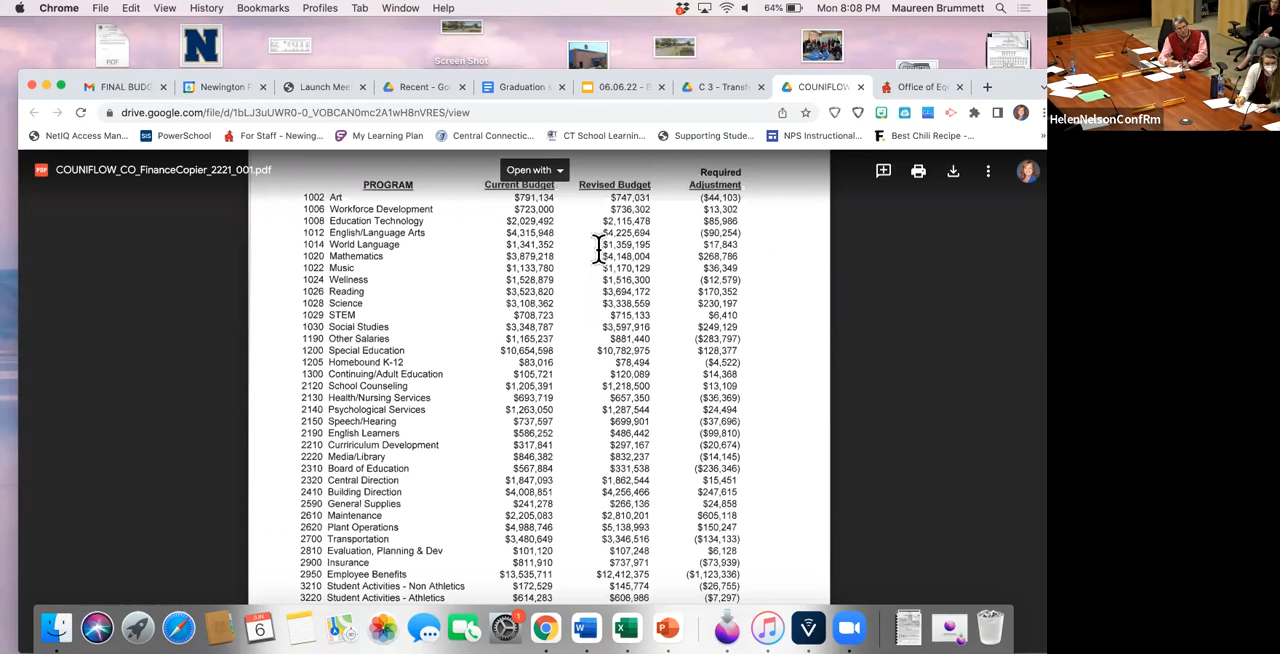 Chrome File Edit View History Bookmarks Profiles Tab Window Help 64% Mon 8:08 PM Maureen Brummett
PDF N
Screen Shot
FINAL BUDG Newington P Launch Mee Recent - Go Graduation s 06.06.22 - B C 3 - Transf COUNIFLOW Office of Eq
drive.google.com/file/d/1bLJ3uUWR0-0_VOBCAN0mc2A1wH8nVRES/view
NetIQ Access Man... PowerSchool For Staff - Newing... My Learning Plan Central Connectic... CT School Learnin... Supporting Stude... NPS Instructional... Best Chili Recipe -...
HelenNelsonConfRm
COUNIFLOW_CO_FinanceCopier_2221_001.pdf
Open with
Required
PROGRAM Current Budget Revised Budget Adjustment
1002 Art $791,134 $747,031 ($44,103)
1006 Workforce Development $723,000 $736,302 $13,302
1008 Education Technology $2,029,492 $2,115,478 $85,986
1012 English/Language Arts $4,315,948 $4,225,694 ($90,254)
1014 World Language $1,341,352 $1,359,195 $17,843
1020 Mathematics $3,879,218 $4,148,004 $268,786
1022 Music $1,133,780 $1,170,129 $36,349
1024 Wellness $1,528,879 $1,516,300 ($12,579)
1026 Reading $3,523,820 $3,694,172 $170,352
1028 Science $3,108,362 $3,338,559 $230,197
1029 STEM $708,723 $715,133 $6,410
1030 Social Studies $3,348,787 $3,597,916 $249,129
1190 Other Salaries $1,165,237 $881,440 ($283,797)
1200 Special Education $10,654,598 $10,782,975 $128,377
1205 Homebound K-12 $83,016 $78,494 ($4,522)
1300 Continuing/Adult Education $105,721 $120,089 $14,368
2120 School Counseling $1,205,391 $1,218,500 $13,109
2130 Health/Nursing Services $693,719 $657,350 ($36,369)
2140 Psychological Services $1,263,050 $1,287,544 $24,494
2150 Speech/Hearing $737,597 $699,901 ($37,696)
2190 English Learners $586,252 $486,442 ($99,810)
2210 Currirículum Development $317,841 $297,167 ($20,674)
2220 Media/Library $846,382 $832,237 ($14,145)
2310 Board of Education $567,884 $331,538 ($236,346)
2320 Central Direction $1,847,093 $1,862,544 $15,451
2410 Building Direction $4,008,851 $4,256,466 $247,615
2590 General Supplies $241,278 $266,136 $24,858
2610 Maintenance $2,205,083 $2,810,201 $605,118
2620 Plant Operations $4,988,746 $5,138,993 $150,247
2700 Transportation $3,480,649 $3,346,516 ($134,133)
2810 Evaluation, Planning & Dev $101,120 $107,248 $6,128
2900 Insurance $811,910 $737,971 ($73,939)
2950 Employee Benefits $13,535,711 $12,412,375 ($1,123,336)
3210 Student Activities - Non Athletics $172,529 $145,774 ($26,755)
3220 Student Activities - Athletics $614,283 $606,986 ($7,297)
JUN
6 1